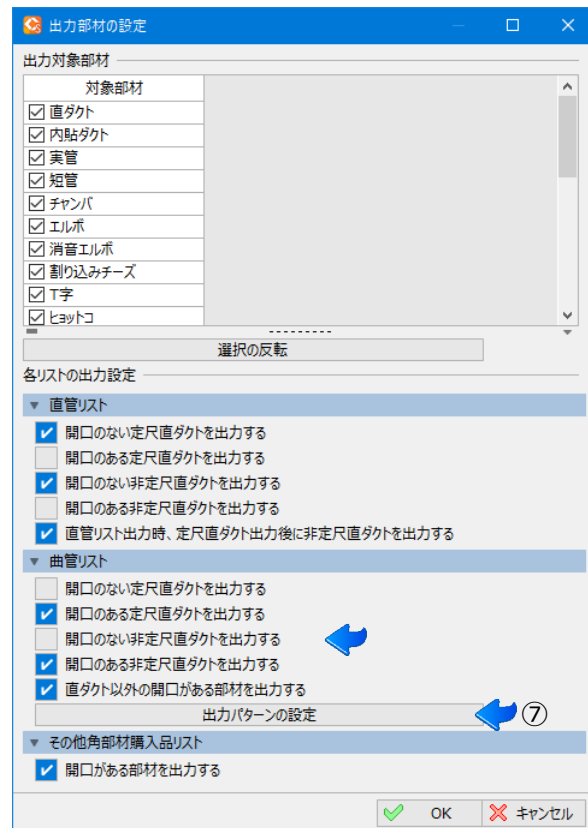 出力部材の設定
出力対象部材
対象部材
直ダクト
内貼ダクト
実管
短管
チャンバ
エルボ
消音エルボ
割り込みチーズ
T字
ヒョットコ
選択の反転
各リストの出力設定
直管リスト
開口のない定尺直ダクトを出力する
開口のある定尺直ダクトを出力する
開口のない非定尺直ダクトを出力する
開口のある非定尺直ダクトを出力する
直管リスト出力時、定尺直ダクト出力後に非定尺直ダクトを出力する
曲管リスト
開口のない定尺直ダクトを出力する
開口のある定尺直ダクトを出力する
開口のない非定尺直ダクトを出力する
開口のある非定尺直ダクトを出力する
直ダクト以外の開口がある部材を出力する
出力パターンの設定 ⑦
その他角部材購入品リスト
開口がある部材を出力する
OK キャンセル